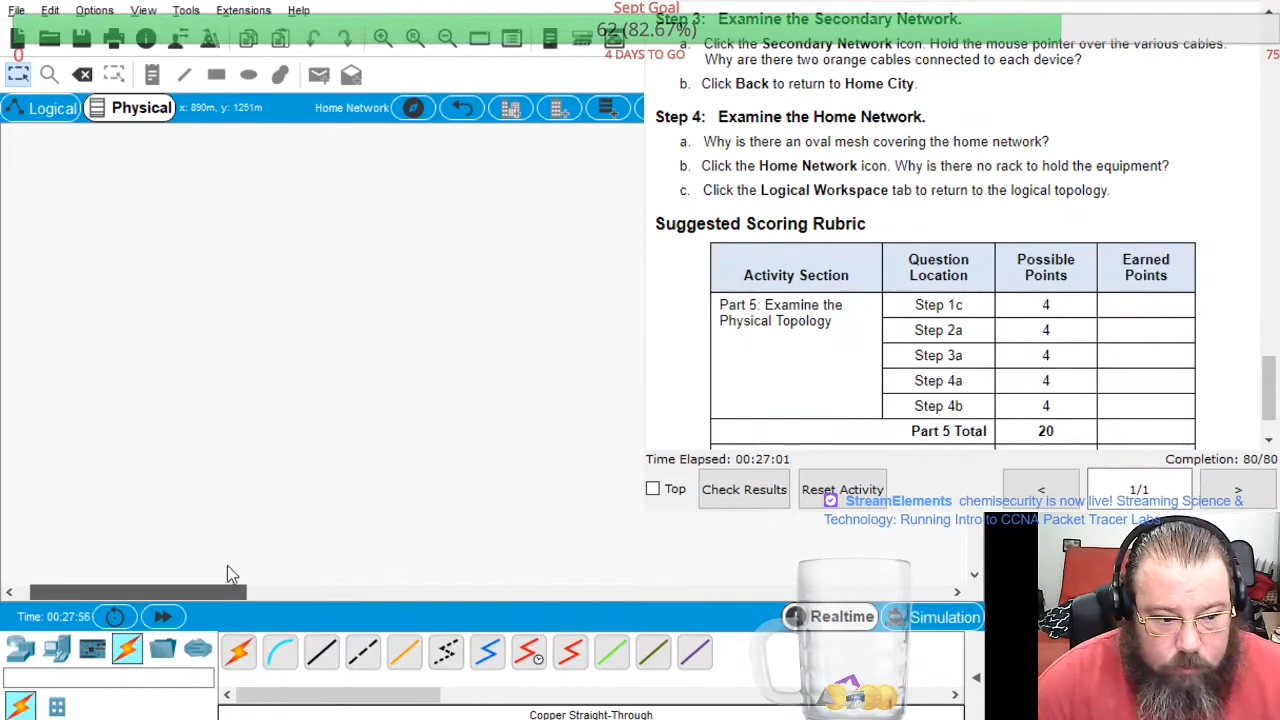 File Edit Options View Tools Extensions Help
Sept Goal
62 (82.67%)
4 DAYS TO GO
0
75
Step 3: Examine the Secondary Network.
a. Click the Secondary Network icon. Hold the mouse pointer over the various cables.
Why are there two orange cables connected to each device?
b. Click Back to return to Home City.
Logical Physical x: 890m, y: 1251m Home Network
Step 4: Examine the Home Network.
a. Why is there an oval mesh covering the home network?
b. Click the Home Network icon. Why is there no rack to hold the equipment?
c. Click the Logical Workspace tab to return to the logical topology.
Suggested Scoring Rubric
Activity Section Question Location Possible Points Earned Points
Part 5: Examine the Physical Topology Step 1c 4
Step 2a 4
Step 3a 4
Step 4a 4
Step 4b 4
Part 5 Total 20
Time Elapsed: 00:27:01 Completion: 80/80
Top Check Results Reset Activity < 1/1 >
StreamElements chemisecurity is now live! Streaming Science &
Technology: Running Intro to CCNA Packet Tracer Labs
Time: 00:27:56 Realtime Simulation
Copper Straight-Through